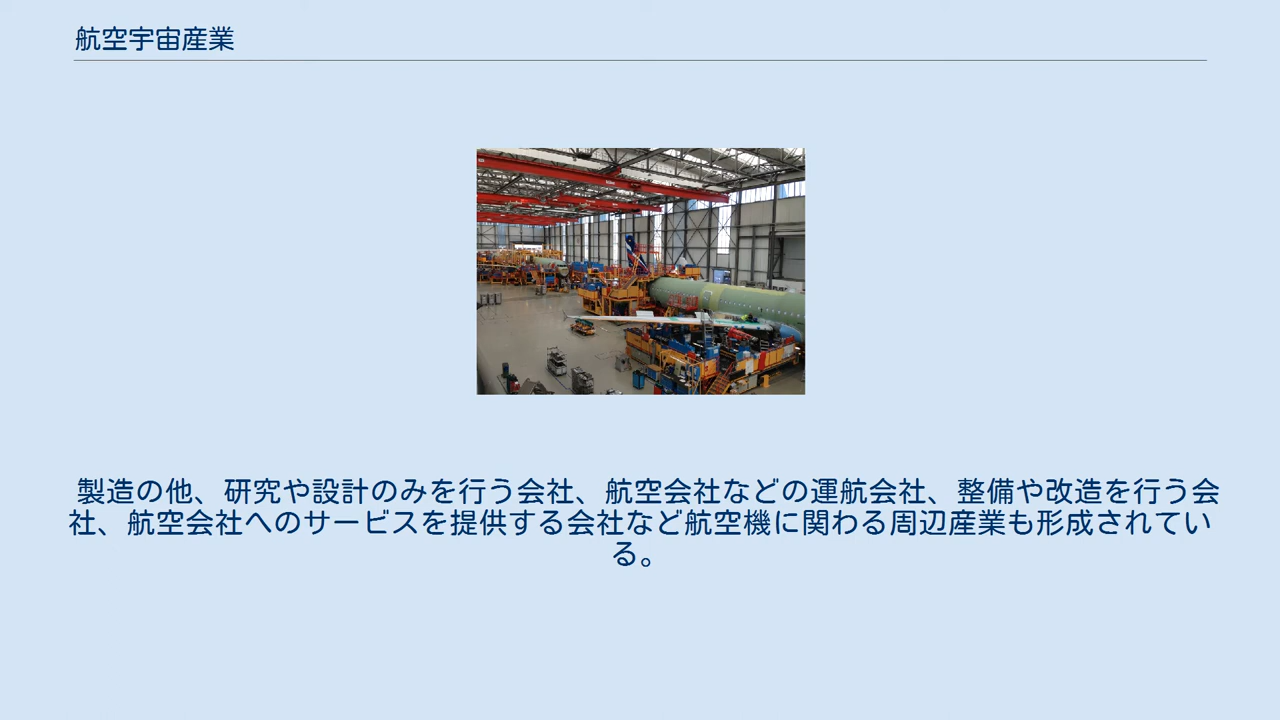 航空宇宙産業
製造の他、研究や設計のみを行う会社、航空会社などの運航会社、整備や改造を行う会
社、航空会社へのサービスを提供する会社など航空機に関わる周辺産業も形成されてい
る。